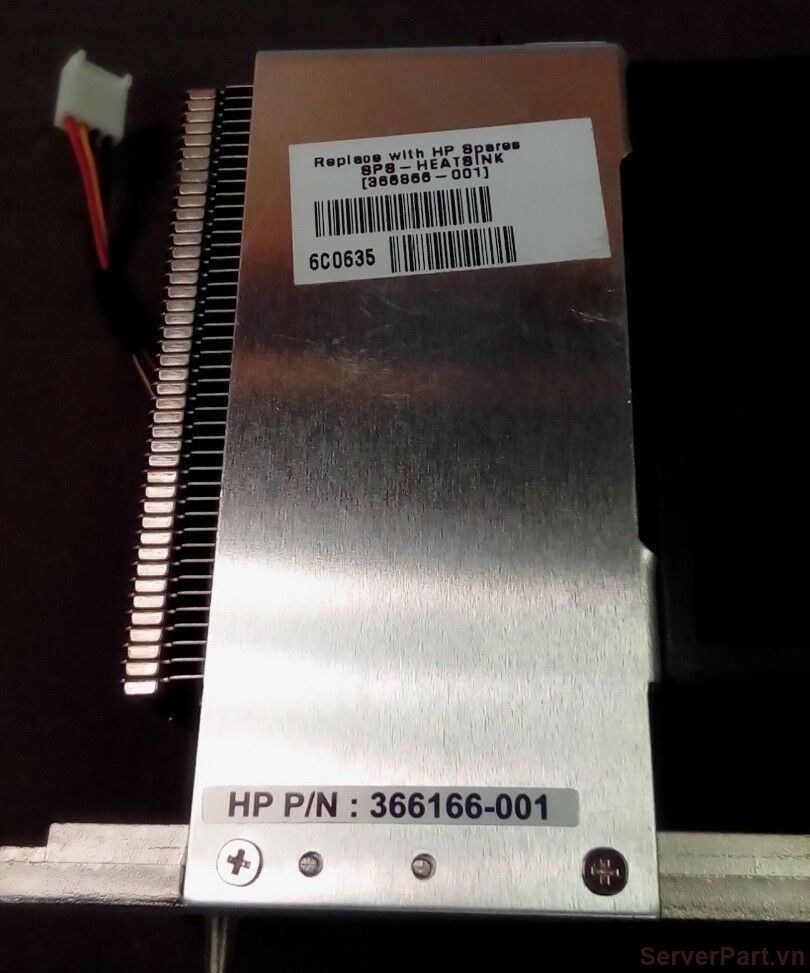 Replace with HP Spares
SPS-HEATSINK
[366866-001]
6C0635
HP P/N : 366166-001
ServerPart.vn